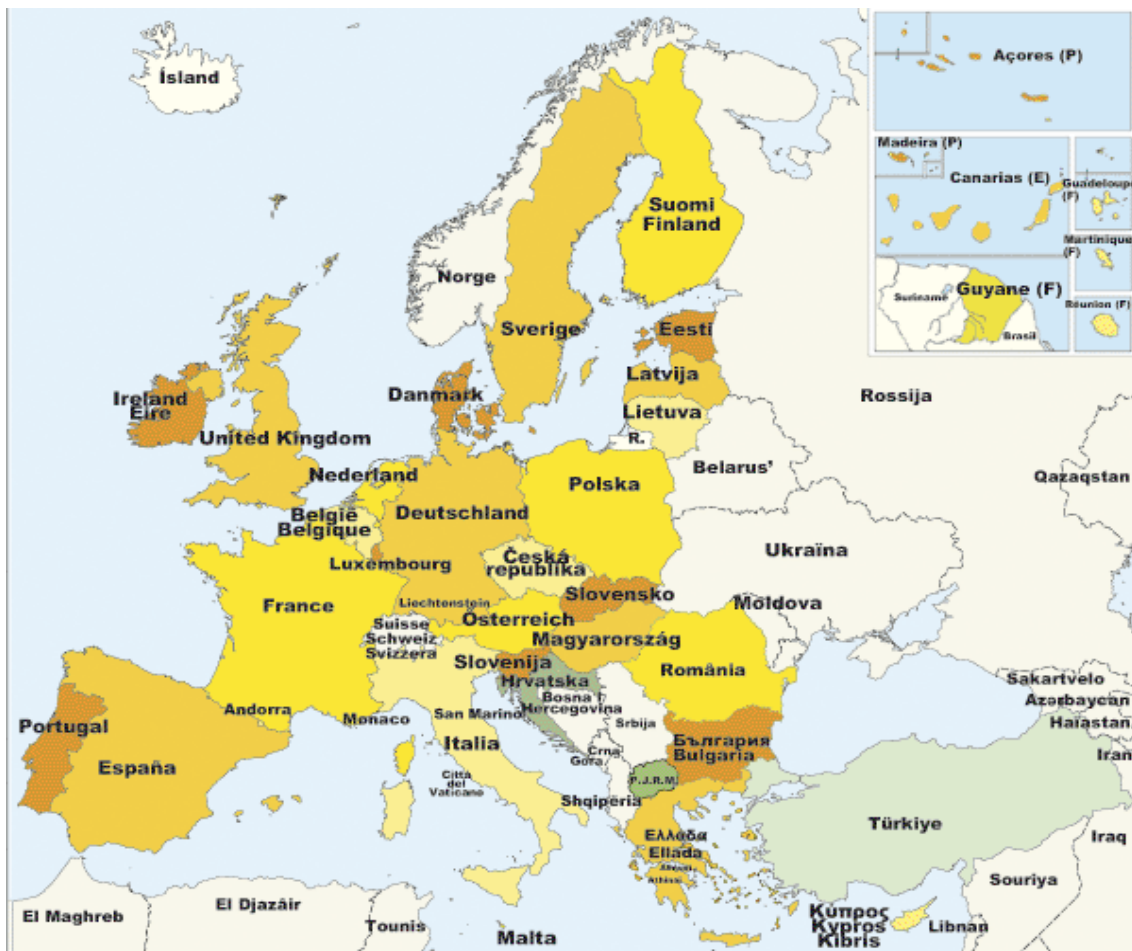 Ísland
Açores (P)
Madeira (P)
Canarias (E)
Guadeloupe
(F)
Martinique
(F)
Guyane (F)
Suriname
Brasil
Réunion (F)
Suomi
Finland
Norge
Sverige
Eesti
Latvija
Lietuva
R.
Danmark
Ireland
Éire
United Kingdom
Rossija
Nederland
Belarus'
Polska
Qazaqstan
België
Belgique
Deutschland
Luxembourg
Česká
republika
Ukraïna
France
Liechtenstein
Slovensko
Österreich
Moldova
Suisse
Schweiz
Svizzera
Magyarország
Slovenija
România
Hrvatska
Bosna I
Hercegovina
Sakartvelo
Azərbaycan
Haïastan
Portugal
Andorra
Monaco
San Marino
Srbija
Italia
България
Bulgaria
Iran
España
Crna
Gora
Città
del
Vaticano
P.J.R.M.
Shqipëria
Türkiye
Iraq
Ελλάδα
Ellada
Athinai
Souriya
El Maghreb
El Djazâir
Tounis
Malta
Κύπρος
Kypros
Kibris
Libnan